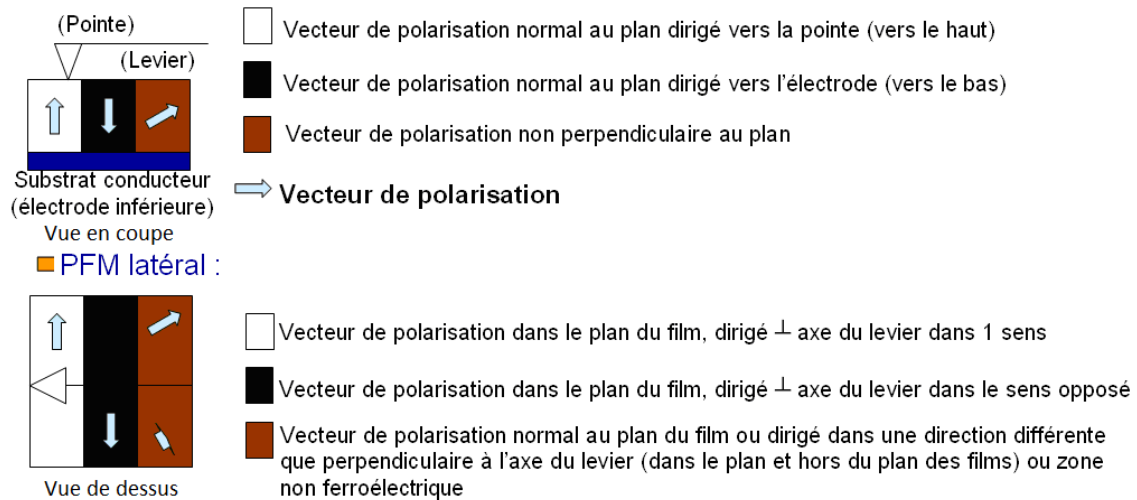 (Pointe)
(Levier)
Vecteur de polarisation normal au plan dirigé vers la pointe (vers le haut)
Vecteur de polarisation normal au plan dirigé vers l'électrode (vers le bas)
Vecteur de polarisation non perpendiculaire au plan
Substrat conducteur
(électrode inférieure)
Vecteur de polarisation
Vue en coupe
PFM latéral :
Vecteur de polarisation dans le plan du film, dirigé ⊥ axe du levier dans 1 sens
Vecteur de polarisation dans le plan du film, dirigé ⊥ axe du levier dans le sens opposé
Vecteur de polarisation normal au plan du film ou dirigé dans une direction différente
que perpendiculaire à l'axe du levier (dans le plan et hors du plan des films) ou zone
non ferroélectrique
Vue de dessus